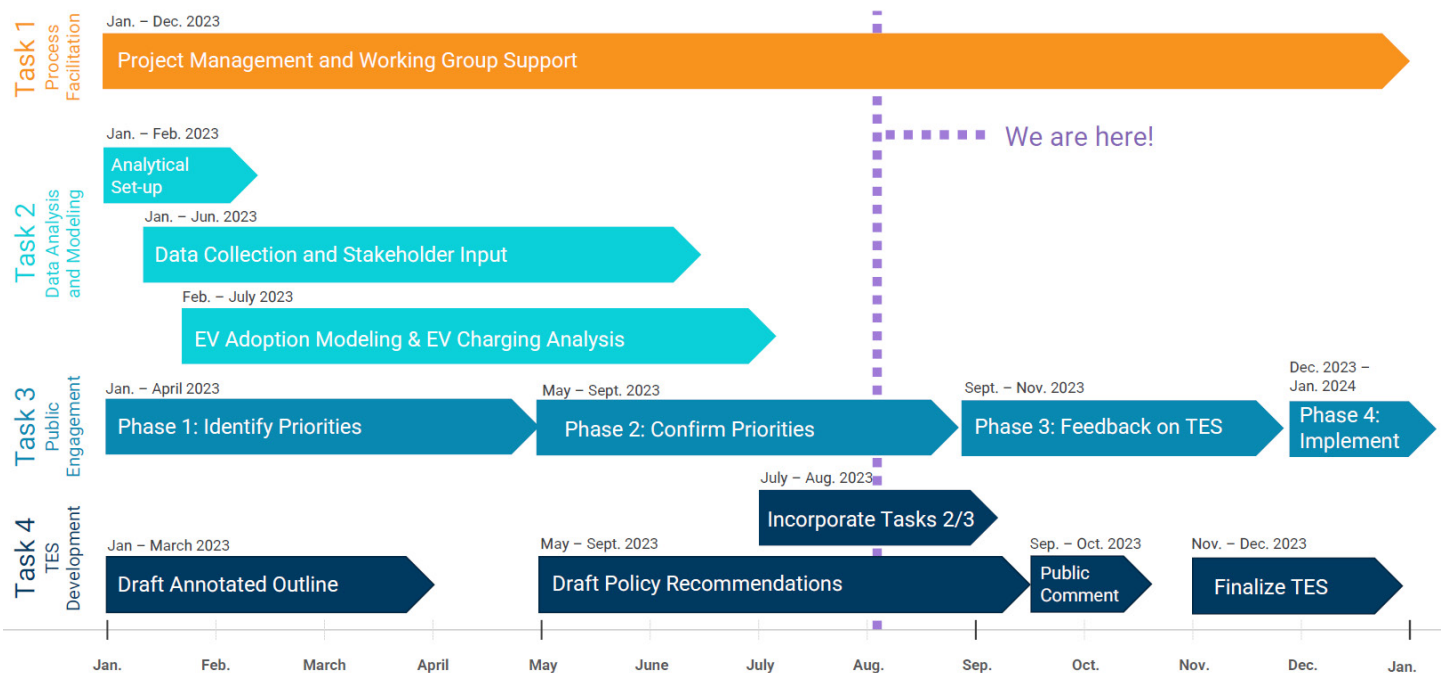 Task 1
Process
Facilitation
Jan. – Dec. 2023
Project Management and Working Group Support
We are here!
Task 2
Data Analysis
and Modeling
Jan. – Feb. 2023
Analytical
Set-up
Jan. – Jun. 2023
Data Collection and Stakeholder Input
Feb. – July 2023
EV Adoption Modeling & EV Charging Analysis
Task 3
Public
Engagement
Jan. – April 2023
Phase 1: Identify Priorities
May – Sept. 2023
Phase 2: Confirm Priorities
Sept. – Nov. 2023
Phase 3: Feedback on TES
Dec. 2023 –
Jan. 2024
Phase 4:
Implement
Task 4
TES
Development
July – Aug. 2023
Incorporate Tasks 2/3
Jan – March 2023
Draft Annotated Outline
May – Sept. 2023
Draft Policy Recommendations
Sep. – Oct. 2023
Public
Comment
Nov. – Dec. 2023
Finalize TES
Jan. Feb. March April May June July Aug. Sep. Oct. Nov. Dec. Jan.